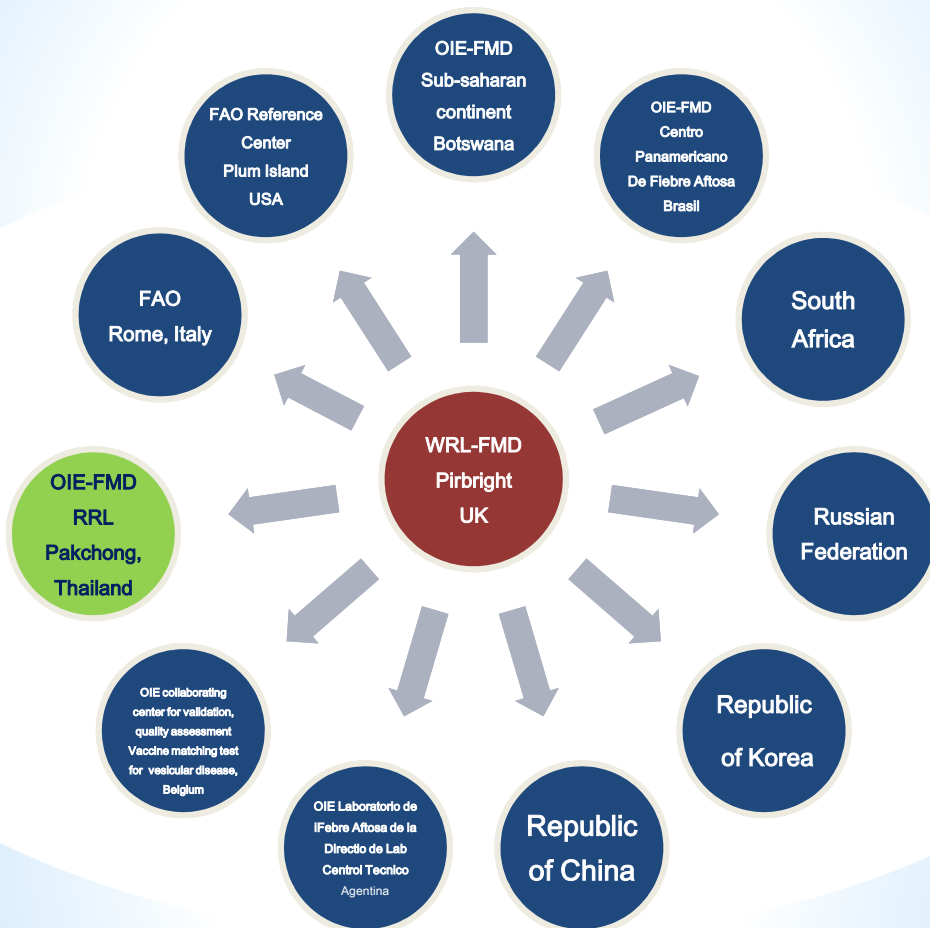 OIE-FMD
Sub-saharan
continent
Botswana
OIE-FMD
Centro
Panamericano
De Fiebre Aftosa
Brasil
South
Africa
Russian
Federation
Republic
of Korea
Republic
of China
OIE Laboratorio de
iFebre Aftosa de la
Directio de Lab
Control Tecnico
Agentina
OIE collaborating
center for validation,
quality assessment
Vaccine matching test
for vesicular disease,
Belgium
OIE-FMD
RRL
Pakchong,
Thailand
FAO
Rome, Italy
FAO Reference
Center
Plum Island
USA
WRL-FMD
Pirbright
UK